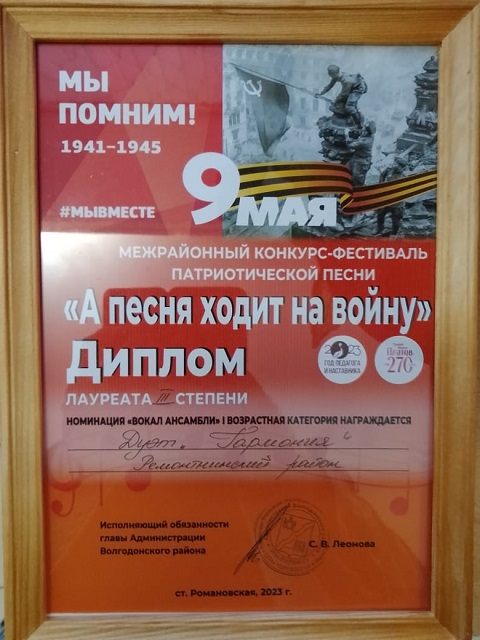 МЫ
ПОМНИМ!
1941–1945
#МЫВМЕСТЕ
9 МАЯ
МЕЖРАЙОННЫЙ КОНКУРС-ФЕСТИВАЛЬ
ПАТРИОТИЧЕСКОЙ ПЕСНИ
«А песня ходит на войну»
Диплом
2023
ГОД ПЕДАГОГА
И НАСТАВНИКА
Платов
270
ЛАУРЕАТА III СТЕПЕНИ
НОМИНАЦИЯ «ВОКАЛ АНСАМБЛИ» I ВОЗРАСТНАЯ КАТЕГОРИЯ НАГРАЖДАЕТСЯ
Дуэт "Гармония"
Ремонтненский район
Исполняющий обязанности
главы Администрации
Волгодонского района
С. В. Леонова
ст. Романовская, 2023 г.